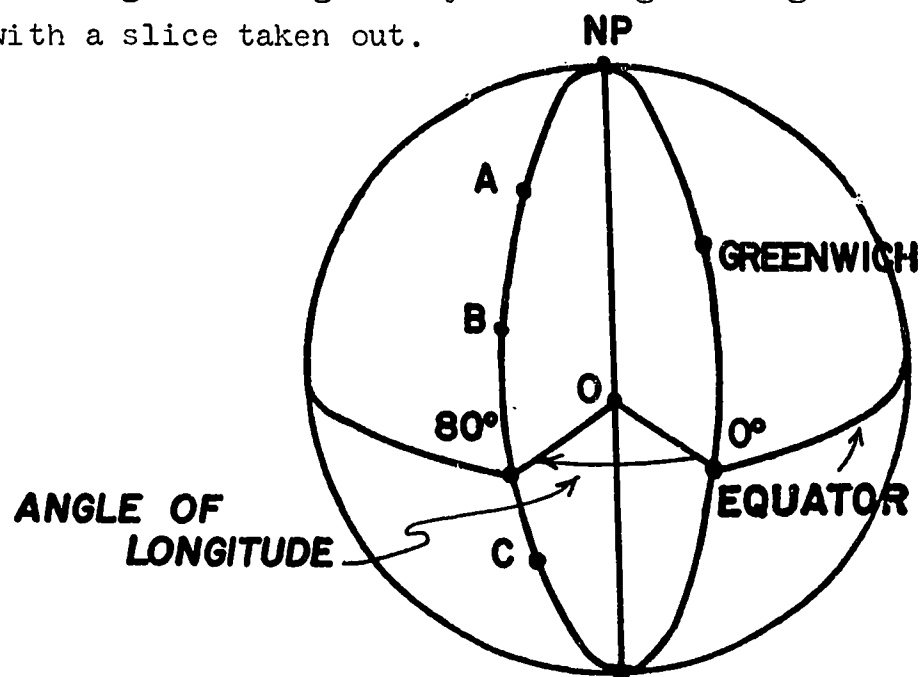 with a slice taken out.
NP
A
GREENWICH
B
O
80°
0°
EQUATOR
ANGLE OF
LONGITUDE
C